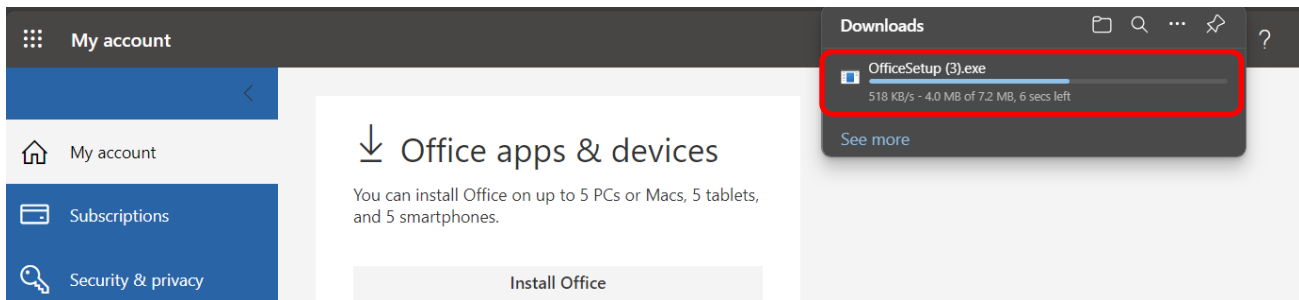 My account
Downloads
?
OfficeSetup (3).exe
518 KB/s - 4.0 MB of 7.2 MB, 6 secs left
See more
My account
Subscriptions
Security & privacy
Office apps & devices
You can install Office on up to 5 PCs or Macs, 5 tablets,
and 5 smartphones.
Install Office